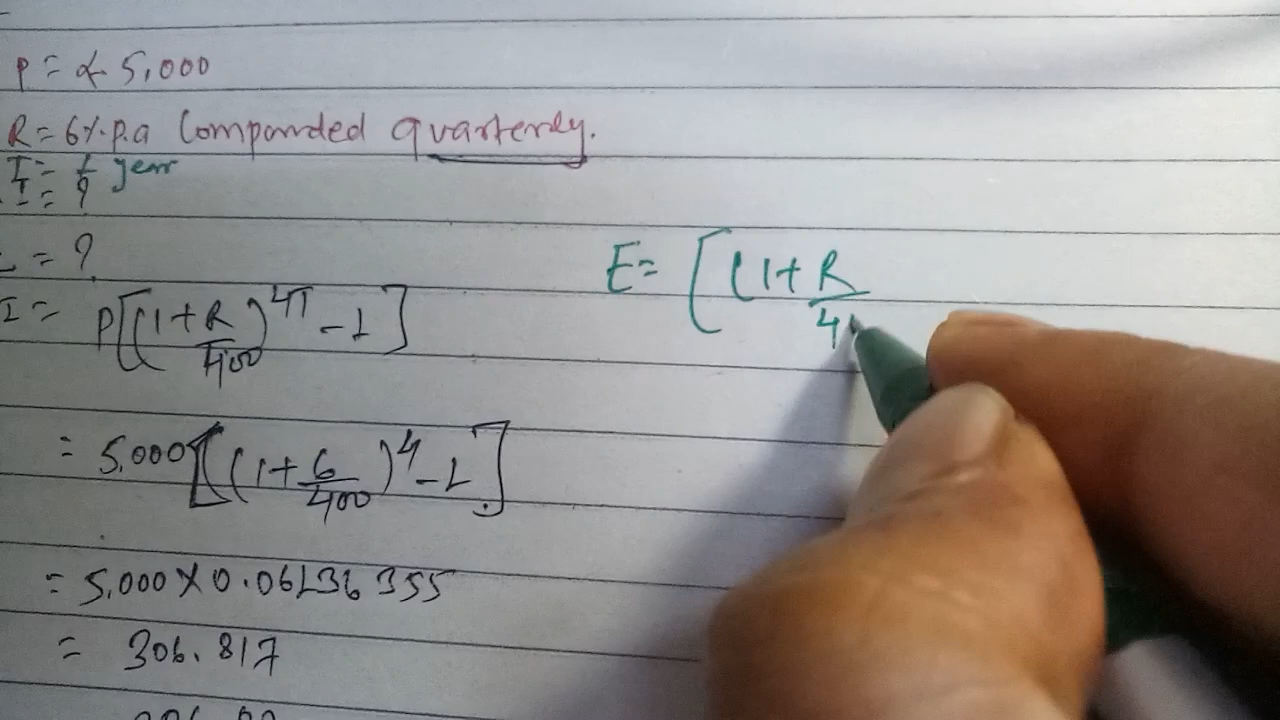 P = ₹ 5,000
R = 6% p.a Compounded quarterly.
T = 1 year
I = ?
= ?
I = P[(1+R/400)^4T - 1]
= 5,000[(1+6/400)^4 - 1]
= 5,000 X 0.06136355
= 306.817
E = [(1+R/4